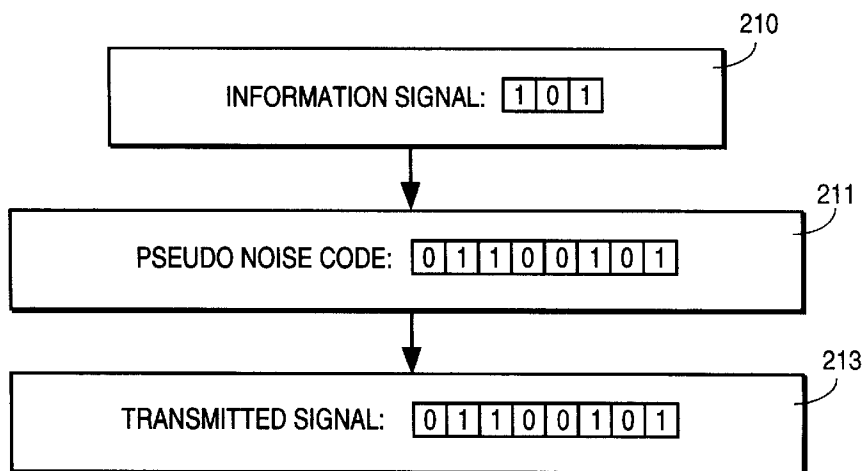 210
INFORMATION SIGNAL: 1 0 1
211
PSEUDO NOISE CODE: 0 1 1 0 0 1 0 1
213
TRANSMITTED SIGNAL: 0 1 1 0 0 1 0 1